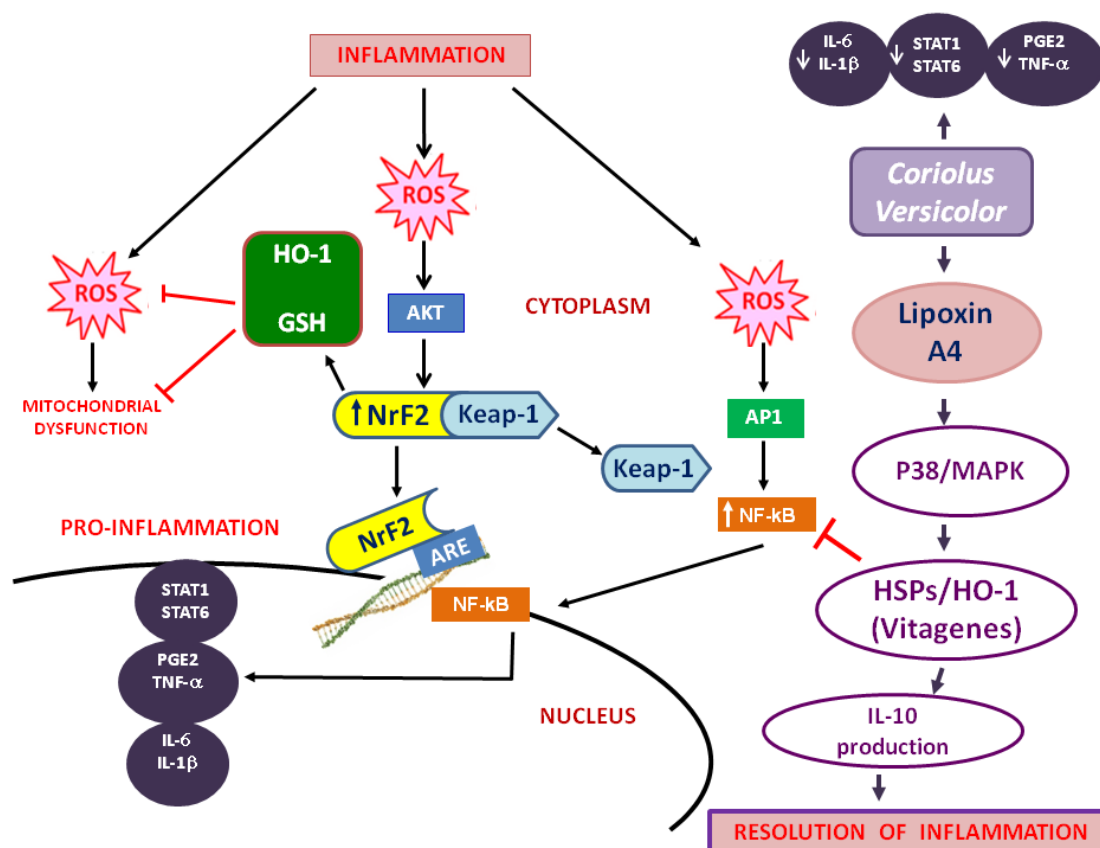 INFLAMMATION
IL-6
IL-1β
STAT1
STAT6
PGE2
TNF-α
Coriolus
Versicolor
ROS
ROS
ROS
HO-1
GSH
AKT
CYTOPLASM
Lipoxin
A4
MITOCHONDRIAL
DYSFUNCTION
NrF2
Keap-1
Keap-1
AP1
P38/MAPK
NF-kB
PRO-INFLAMMATION
NrF2
ARE
NF-kB
HSPs/HO-1
(Vitagenes)
STAT1
STAT6
PGE2
TNF-α
IL-6
IL-1β
NUCLEUS
IL-10
production
RESOLUTION OF INFLAMMATION